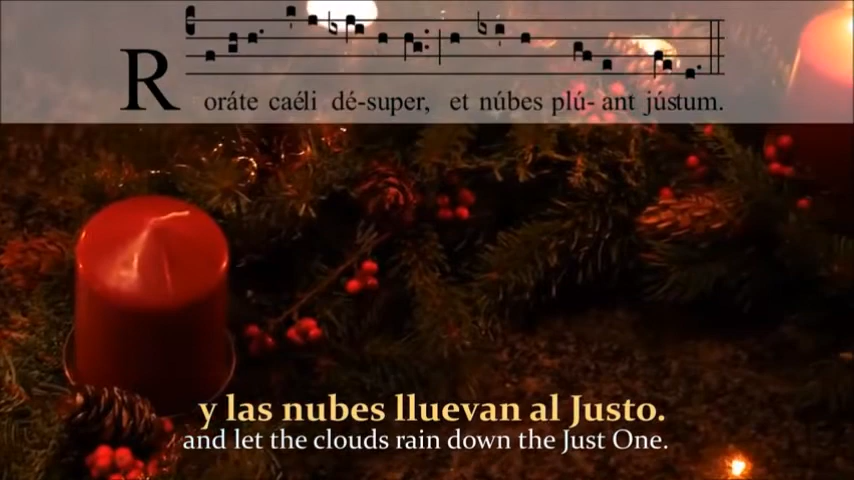 Roráte caéli dé-super, et núbes plú- ant jústum.
y las nubes lluevan al Justo.
and let the clouds rain down the Just One.